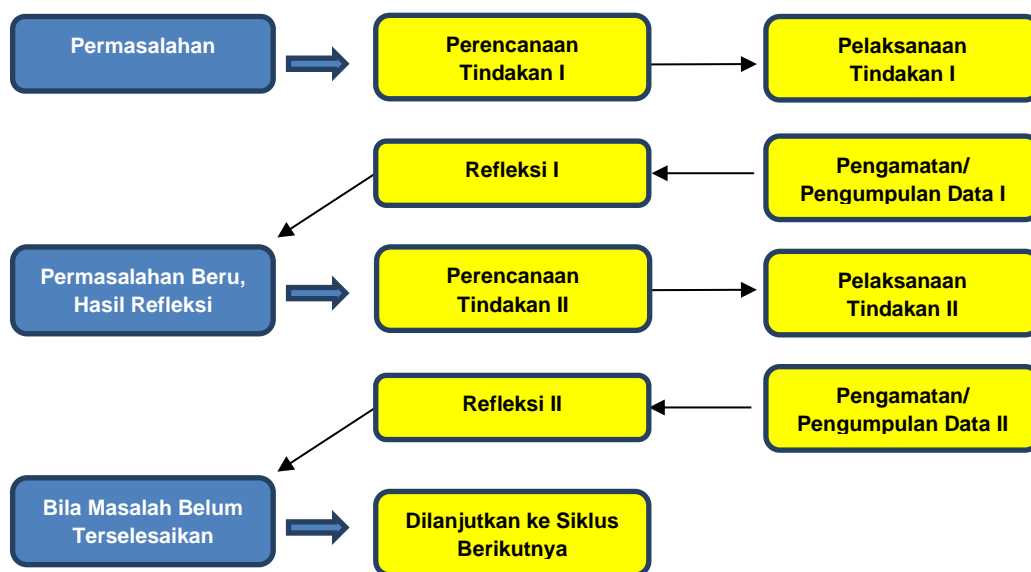 Permasalahan
Perencanaan
Tindakan I
Pelaksanaan
Tindakan I
Refleksi I
Pengamatan/
Pengumpulan Data I
Permasalahan Beru,
Hasil Refleksi
Perencanaan
Tindakan II
Pelaksanaan
Tindakan II
Refleksi II
Pengamatan/
Pengumpulan Data II
Bila Masalah Belum
Terselesaikan
Dilanjutkan ke Siklus
Berikutnya